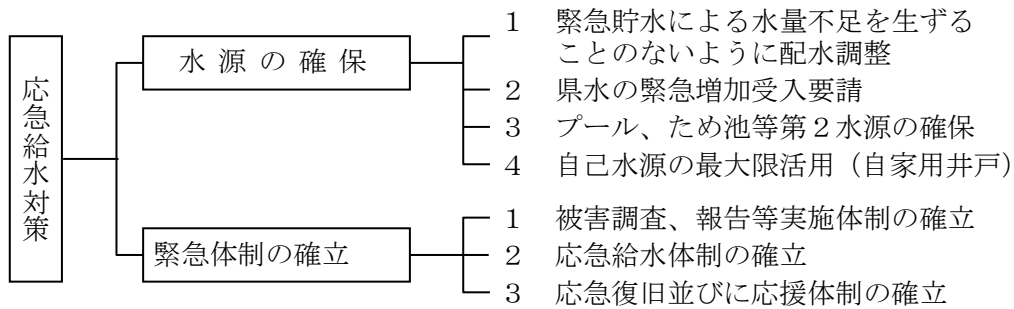 応急給水対策
水源の確保
1 緊急貯水による水量不足を生ずる
ことのないように配水調整
2 県水の緊急増加受入要請
3 プール、ため池等第２水源の確保
4 自己水源の最大限活用（自家用井戸）
緊急体制の確立
1 被害調査、報告等実施体制の確立
2 応急給水体制の確立
3 応急復旧並びに応援体制の確立